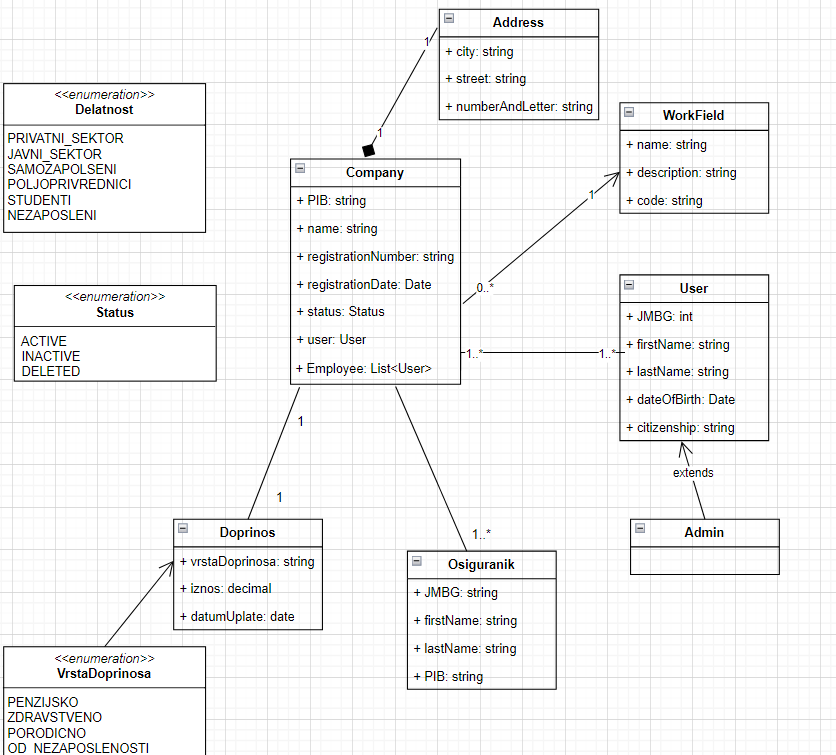 Address
+ city: string
+ street: string
+ numberAndLetter: string
1
1
<<enumeration>>
Delatnost
PRIVATNI_SEKTOR
JAVNI_SEKTOR
SAMOZAPOLSENI
POLJOPRIVREDNICI
STUDENTI
NEZAPOSLENI
WorkField
+ name: string
+ description: string
+ code: string
Company
+ PIB: string
+ name: string
+ registrationNumber: string
+ registrationDate: Date
+ status: Status
+ user: User
+ Employee: List<User>
1
0..*
<<enumeration>>
Status
ACTIVE
INACTIVE
DELETED
User
+ JMBG: int
+ firstName: string
+ lastName: string
+ dateOfBirth: Date
+ citizenship: string
1..*
1..*
extends
Admin
1
1
1..*
Doprinos
+ vrstaDoprinosa: string
+ iznos: decimal
+ datumUplate: date
Osiguranik
+ JMBG: string
+ firstName: string
+ lastName: string
+ PIB: string
<<enumeration>>
VrstaDoprinosa
PENZIJSKO
ZDRAVSTVENO
PORODICNO
OD_NEZAPOSLENOSTI